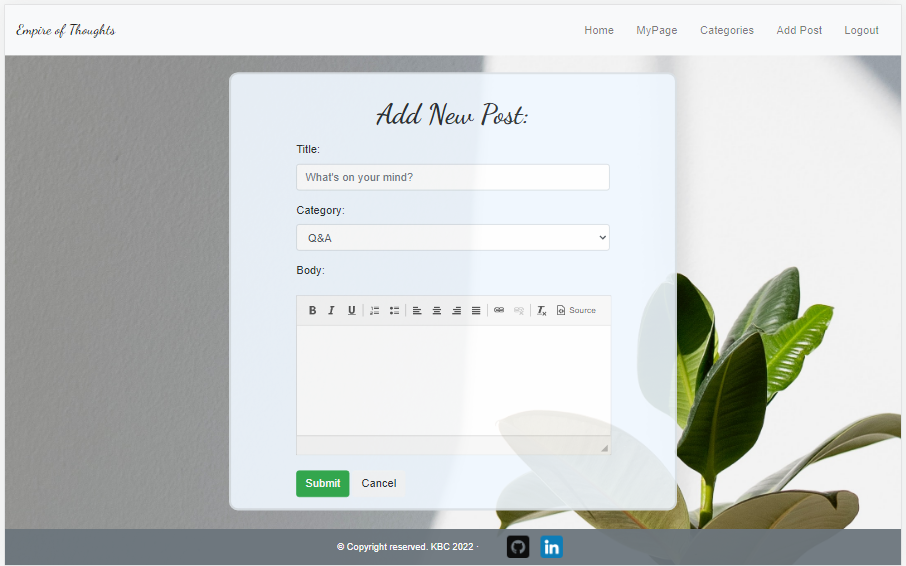 Empire of Thoughts
Home MyPage Categories Add Post Logout
Add New Post:
Title:
What's on your mind?
Category:
Q&A
Body:
B I U Source
Submit Cancel
© Copyright reserved. KBC 2022 ·
in